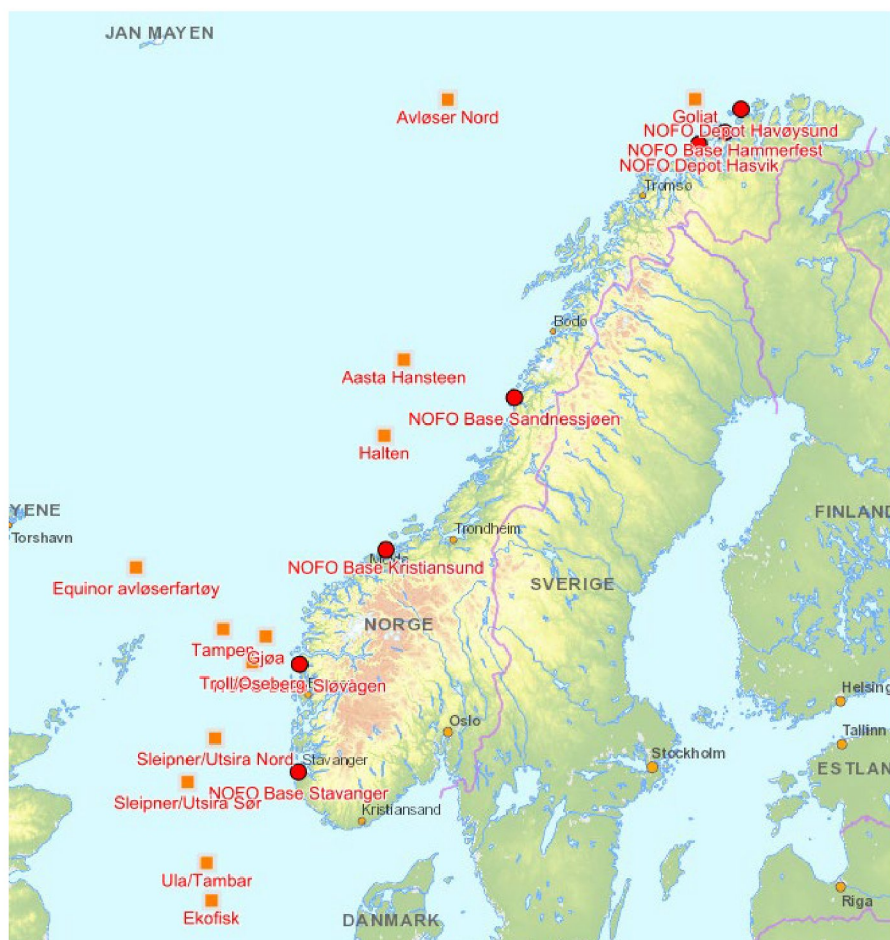 JAN MAYEN
Avløser Nord
Goliat
NOFO Depot Havøysund
NOFO Base Hammerfest
NOFO Depot Hasvik
Tromsø
Bodø
Aasta Hansteen
NOFO Base Sandnessjøen
Halten
YENE
FINLAND
Torshavn
Trondheim
NOFO Base Kristiansund
Equinor avløserfartøy
SVERIGE
NORGE
Tampen
Gjøa
Troll/Oseberg
Sløvågen
Helsing
Oslo
Tallinn
Sleipner/Utsira Nord
Stavanger
Stockholm
ESTLAN
NOFO Base Stavanger
Sleipner/Utsira Sør
Kristiansand
Ula/Tambar
Riga
Ekofisk
DANMARK